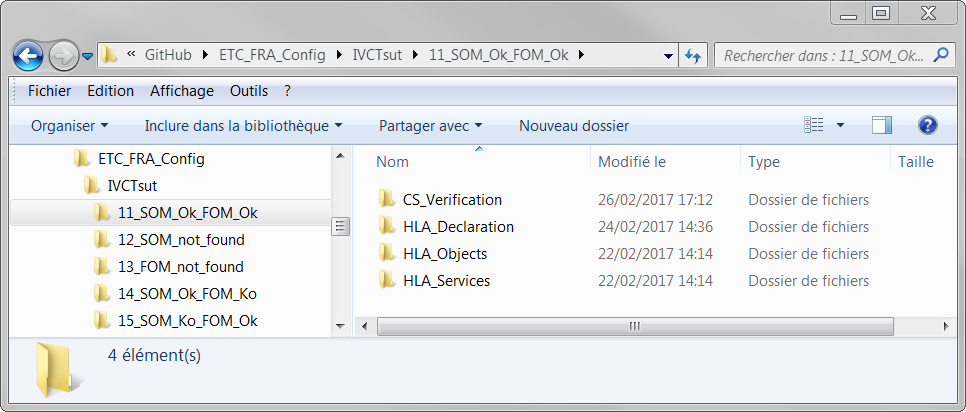 « GitHub ETC_FRA_Config IVCTsut 11_SOM_Ok_FOM_Ok Rechercher dans : 11_SOM_Ok...
Fichier Edition Affichage Outils ?
Organiser Inclure dans la bibliothèque Partager avec Nouveau dossier ?
ETC_FRA_Config
IVCTsut
11_SOM_Ok_FOM_Ok
12_SOM_not_found
13_FOM_not_found
14_SOM_Ok_FOM_Ko
15_SOM_Ko_FOM_Ok
Nom Modifié le Type Taille
CS_Verification 26/02/2017 17:12 Dossier de fichiers
HLA_Declaration 24/02/2017 14:36 Dossier de fichiers
HLA_Objects 22/02/2017 14:14 Dossier de fichiers
HLA_Services 22/02/2017 14:14 Dossier de fichiers
4 élément(s)